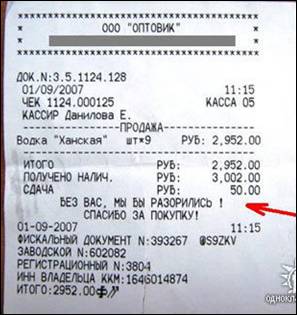 ООО "ОПТОВИК"
ДОК.N:3.5.1124.128
01/09/2007 11:15
ЧЕК 1124.000125 КАССА 05
КАССИР Данилова Е.
ПРОДАЖА
Водка "Ханская" шт*9 РУБ: 2,952.00
ИТОГО РУБ: 2,952.00
ПОЛУЧЕНО НАЛИЧ. РУБ: 3,002.00
СДАЧА РУБ: 50.00
БЕЗ ВАС, МЫ БЫ РАЗОРИЛИСЬ !
СПАСИБО ЗА ПОКУПКУ!
01-09-2007 11:15
ФИСКАЛЬНЫЙ ДОКУМЕНТ N:393267 @S9ZKV
ЗАВОДСКОЙ N:602082
РЕГИСТРАЦИОННЫЙ N:3804
ИНН ВЛАДЕЛЬЦА ККМ:1646014874
ИТОГО:2952.00